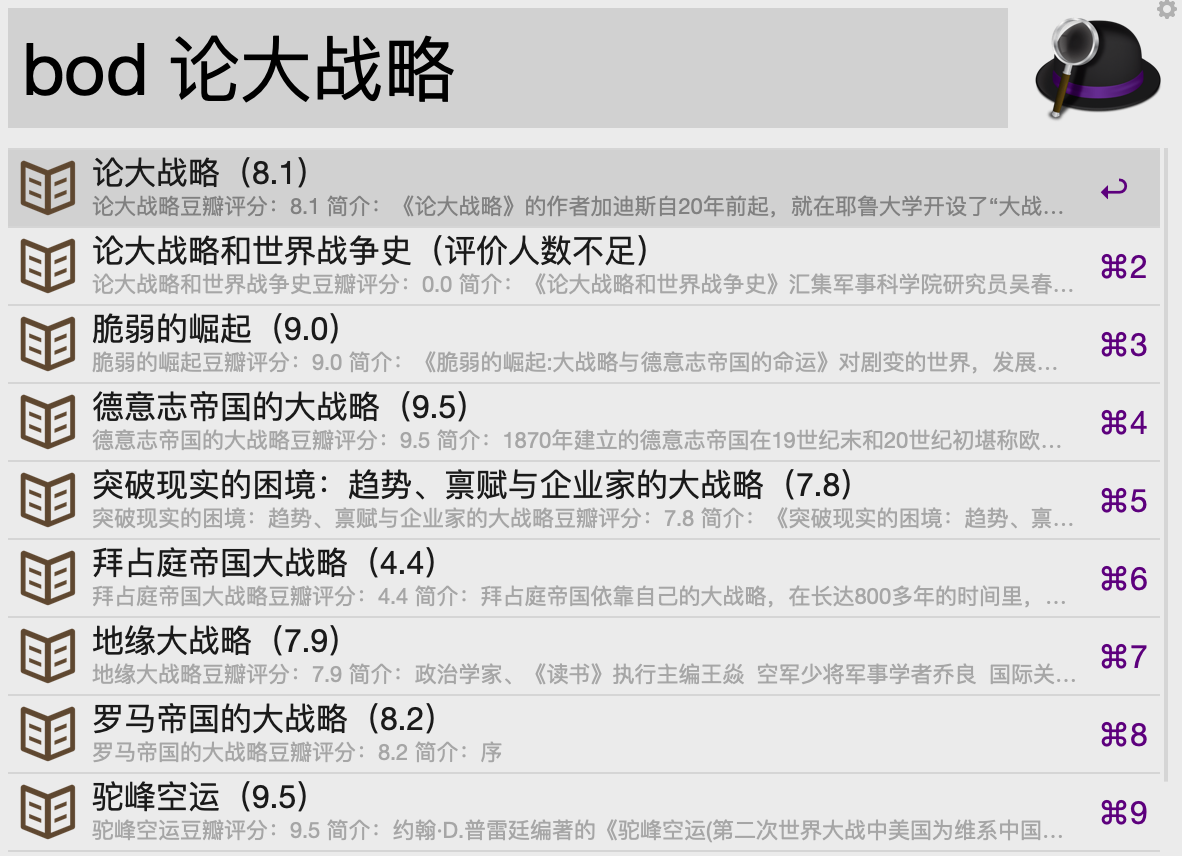 bod 论大战略
论大战略（8.1）
论大战略豆瓣评分：8.1 简介：《论大战略》的作者加迪斯自20年前起，就在耶鲁大学开设了“大战…
↩
论大战略和世界战争史（评价人数不足）
论大战略和世界战争史豆瓣评分：0.0 简介：《论大战略和世界战争史》汇集军事科学院研究员吴春…
⌘2
脆弱的崛起（9.0）
脆弱的崛起豆瓣评分：9.0 简介：《脆弱的崛起:大战略与德意志帝国的命运》对剧变的世界，发展…
⌘3
德意志帝国的大战略（9.5）
德意志帝国的大战略豆瓣评分：9.5 简介：1870年建立的德意志帝国在19世纪末和20世纪初堪称欧…
⌘4
突破现实的困境：趋势、禀赋与企业家的大战略（7.8）
突破现实的困境：趋势、禀赋与企业家的大战略豆瓣评分：7.8 简介：《突破现实的困境：趋势、禀…
⌘5
拜占庭帝国大战略（4.4）
拜占庭帝国大战略豆瓣评分：4.4 简介：拜占庭帝国依靠自己的大战略，在长达800多年的时间里，…
⌘6
地缘大战略（7.9）
地缘大战略豆瓣评分：7.9 简介：政治学家、《读书》执行主编王焱 空军少将军事学者乔良 国际关…
⌘7
罗马帝国的大战略（8.2）
罗马帝国的大战略豆瓣评分：8.2 简介：序
⌘8
驼峰空运（9.5）
驼峰空运豆瓣评分：9.5 简介：约翰·D.普雷廷编著的《驼峰空运(第二次世界大战中美国为维系中国…
⌘9